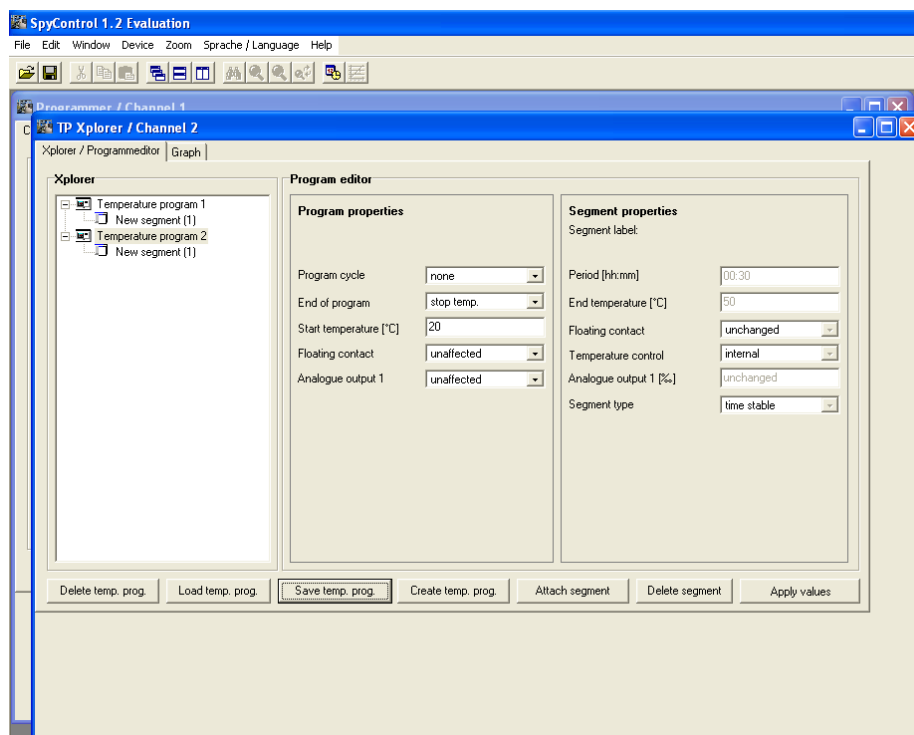 SpyControl 1.2 Evaluation
File Edit Window Device Zoom Sprache / Language Help
Programmer / Channel 1
TP Xplorer / Channel 2
Xplorer / Programmeditor Graph
Xplorer
Temperature program 1
New segment (1)
Temperature program 2
New segment (1)
Program editor
Program properties
Program cycle none
End of program stop temp.
Start temperature [°C] 20
Floating contact unaffected
Analogue output 1 unaffected
Segment properties
Segment label:
Period [hh:mm] 00:30
End temperature [°C] 50
Floating contact unchanged
Temperature control internal
Analogue output 1 [‰] unchanged
Segment type time stable
Delete temp. prog. Load temp. prog. Save temp. prog. Create temp. prog. Attach segment Delete segment Apply values